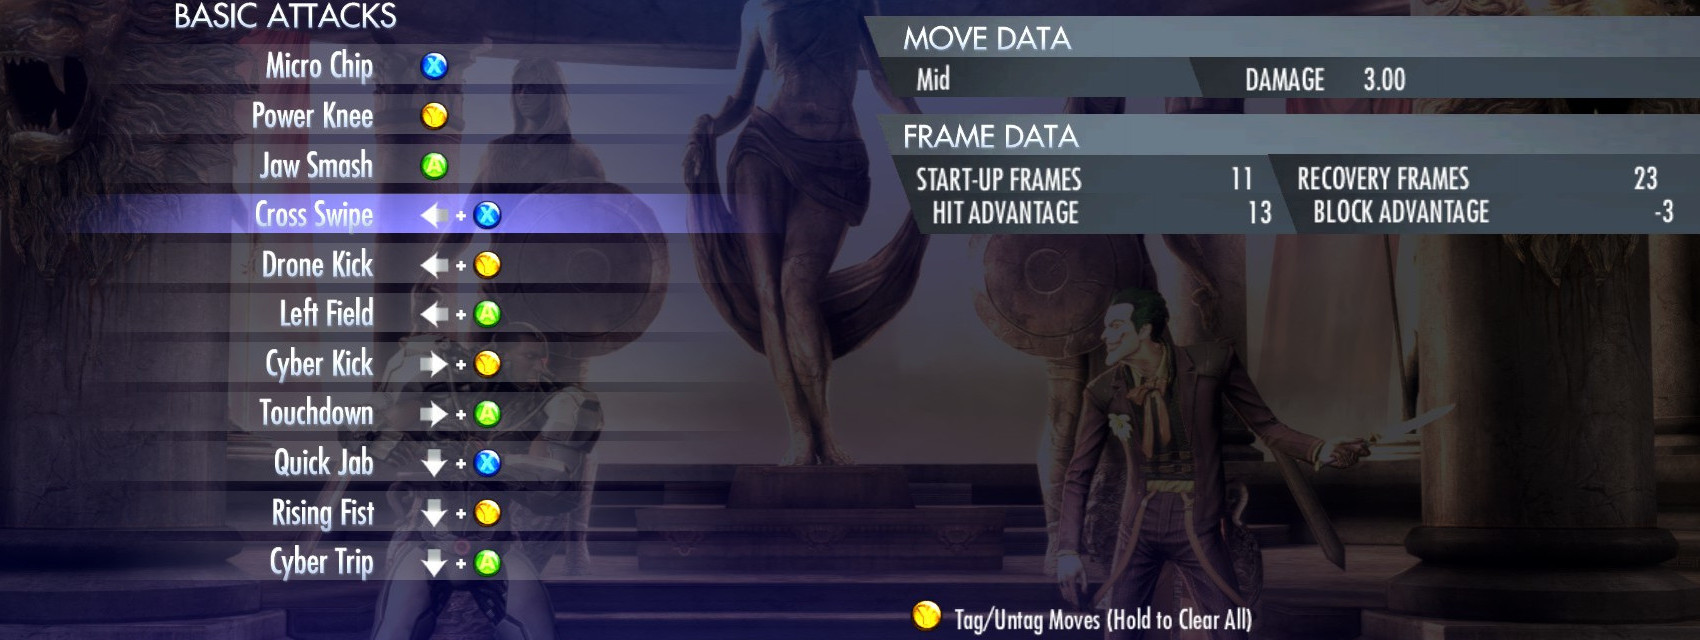 BASIC ATTACKS
Micro Chip X
Power Knee Y
Jaw Smash A
Cross Swipe + X
Drone Kick + Y
Left Field + A
Cyber Kick + Y
Touchdown + A
Quick Jab + X
Rising Fist + Y
Cyber Trip + A
MOVE DATA
Mid DAMAGE 3.00
FRAME DATA
START-UP FRAMES 11 RECOVERY FRAMES 23
HIT ADVANTAGE 13 BLOCK ADVANTAGE -3
Y Tag/Untag Moves (Hold to Clear All)